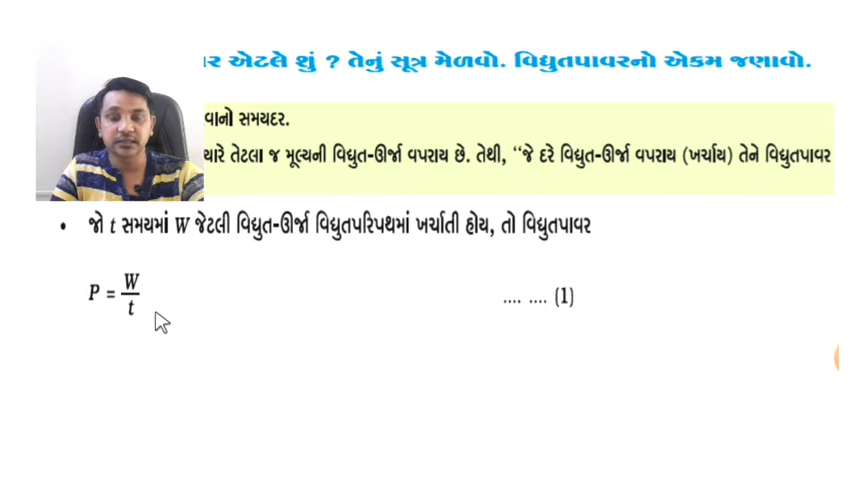 ર એટલે શું ? તેનું સૂત્ર મેળવો. વિદ્યુતપાવરનો એકમ જણાવો.
વાનો સમયદર.
ચારે તેટલા જ મૂલ્યની વિદ્યુત-ઊર્જા વપરાય છે. તેથી, “જે દરે વિદ્યુત-ઊર્જા વપરાય (ખર્ચાય) તેને વિદ્યુતપાવર
• જો t સમયમાં W જેટલી વિદ્યુત-ઊર્જા વિદ્યુતપરિપથમાં ખર્ચાતી હોય, તો વિદ્યુતપાવર
P = W/t .... .... (1)